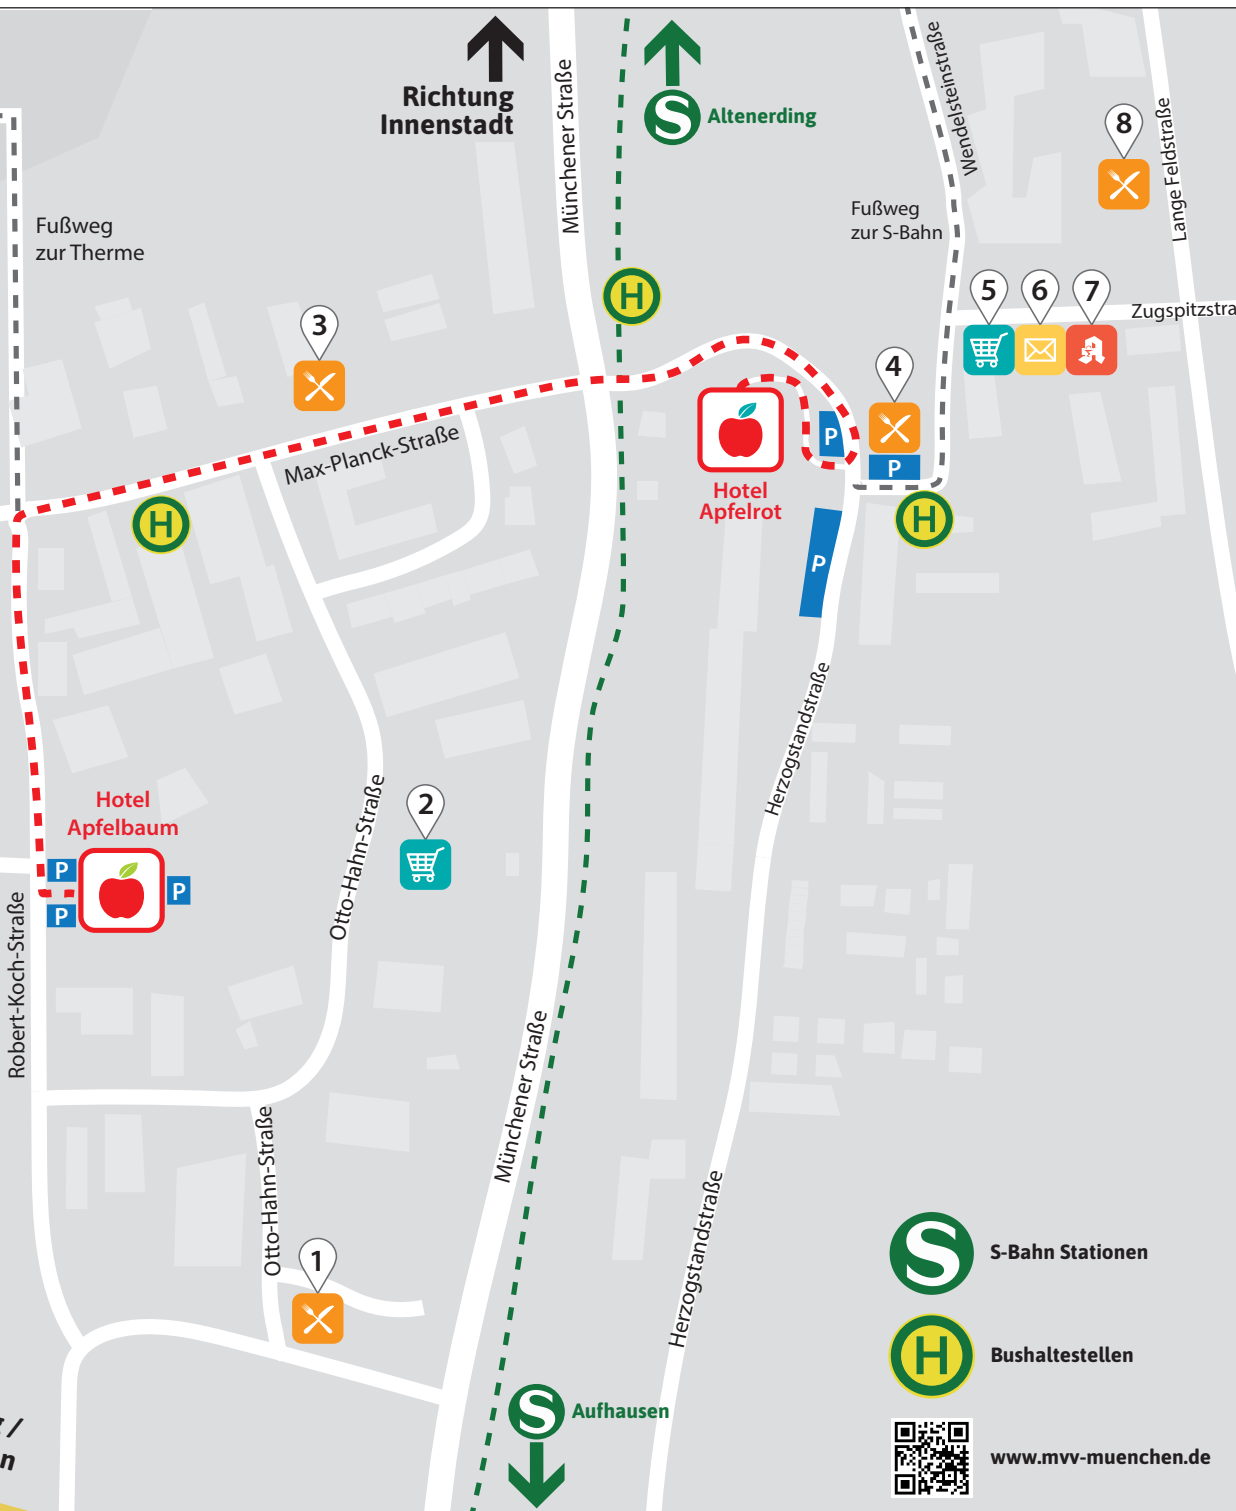 Richtung
Innenstadt
Münchener Straße
S
Altenerding
Wendelsteinstraße
8
Lange Feldstraße
Fußweg
zur Therme
Fußweg
zur S-Bahn
H
3
5
6
7
Zugspitzstra
4
P
P
Max-Planck-Straße
Hotel
Apfelrot
H
H
P
Herzogstandstraße
Hotel
Apfelbaum
2
Otto-Hahn-Straße
P
P
P
Robert-Koch-Straße
Münchener Straße
Otto-Hahn-Straße
1
Herzogstandstraße
S
S-Bahn Stationen
H
Bushaltestellen
S
Aufhausen
www.mvv-muenchen.de
/
n